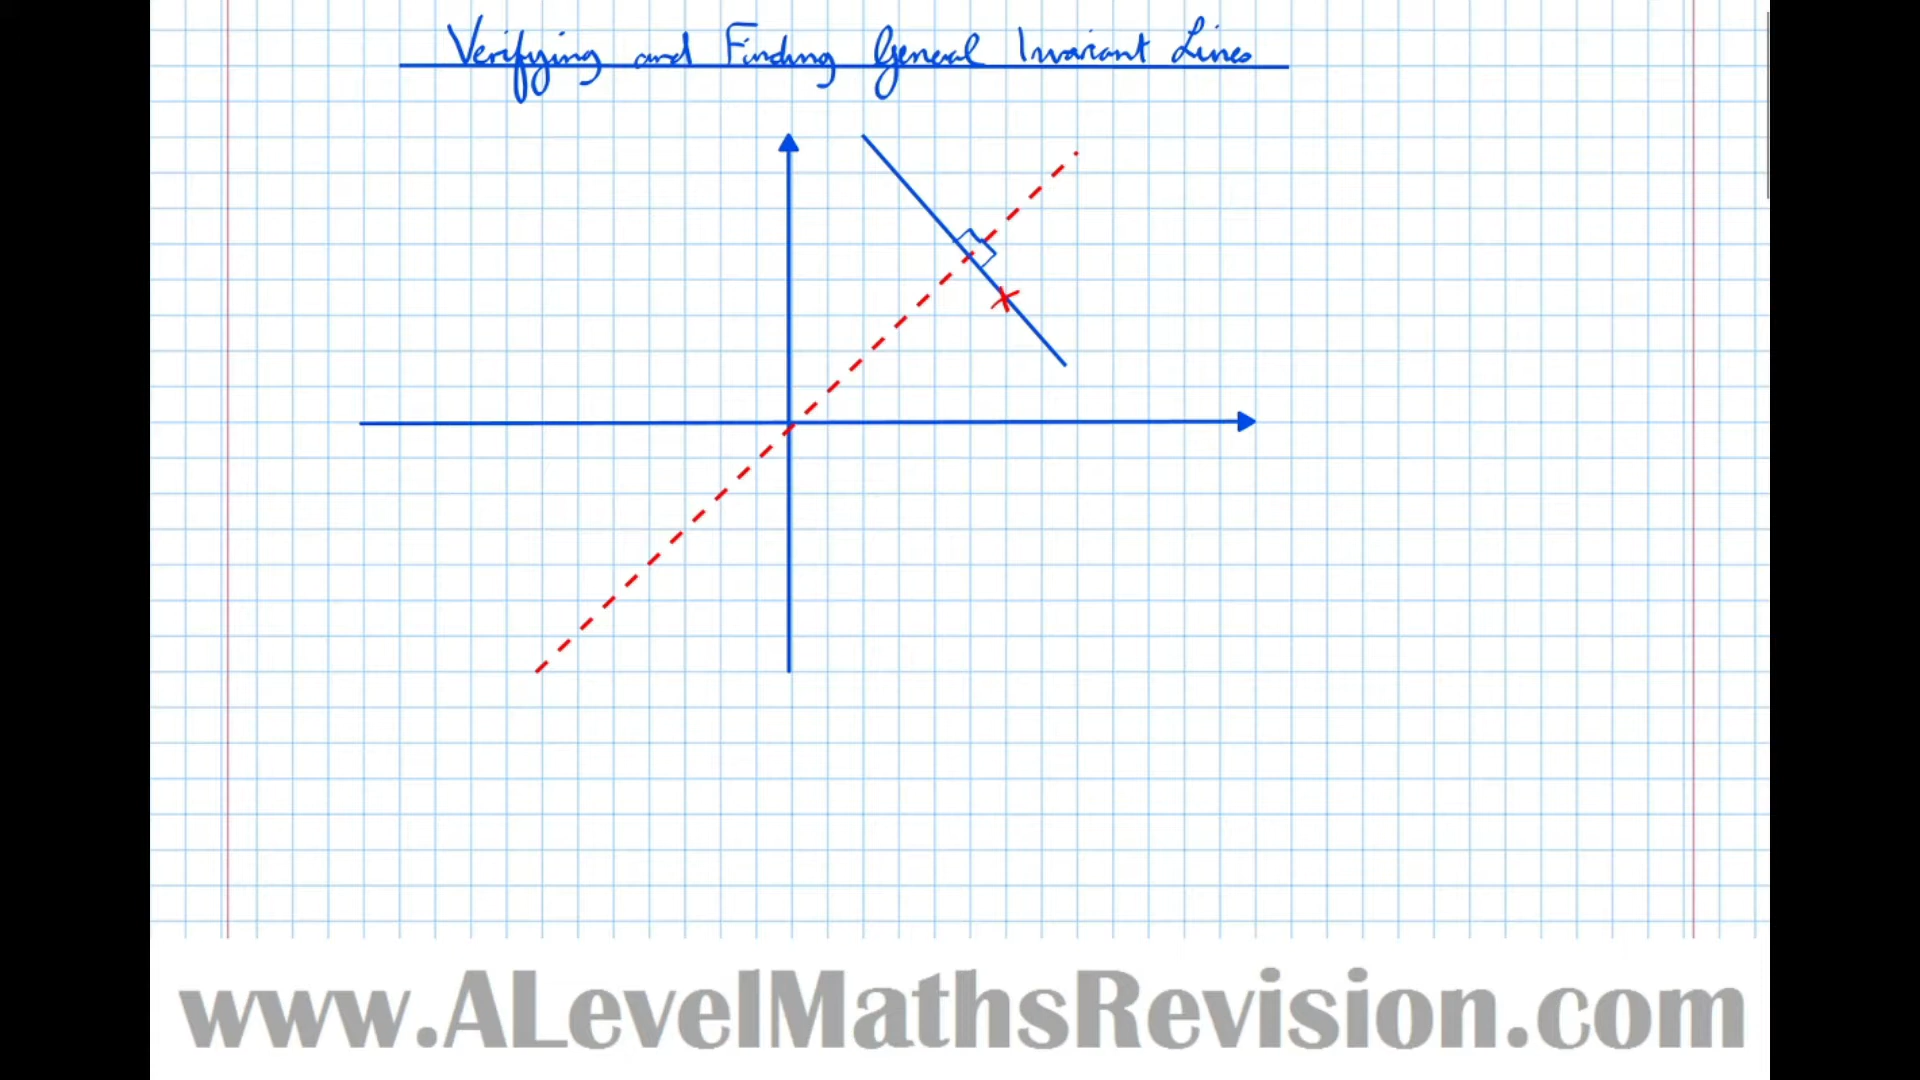 Verifying and Finding General Invariant Lines
www.ALevelMathsRevision.com